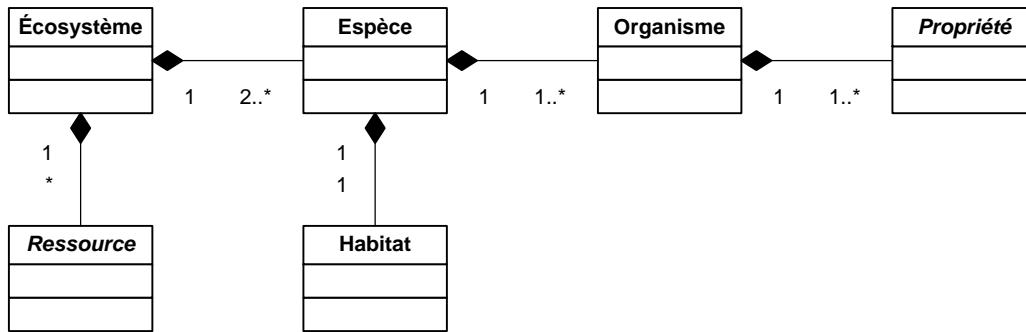 Écosystème
Espèce
Organisme
Propriété
1
2..*
1
1..*
1
1..*
1
*
1
1
Ressource
Habitat